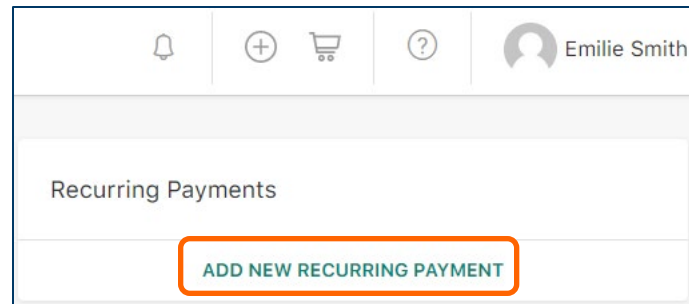 Emilie Smith
Recurring Payments
ADD NEW RECURRING PAYMENT